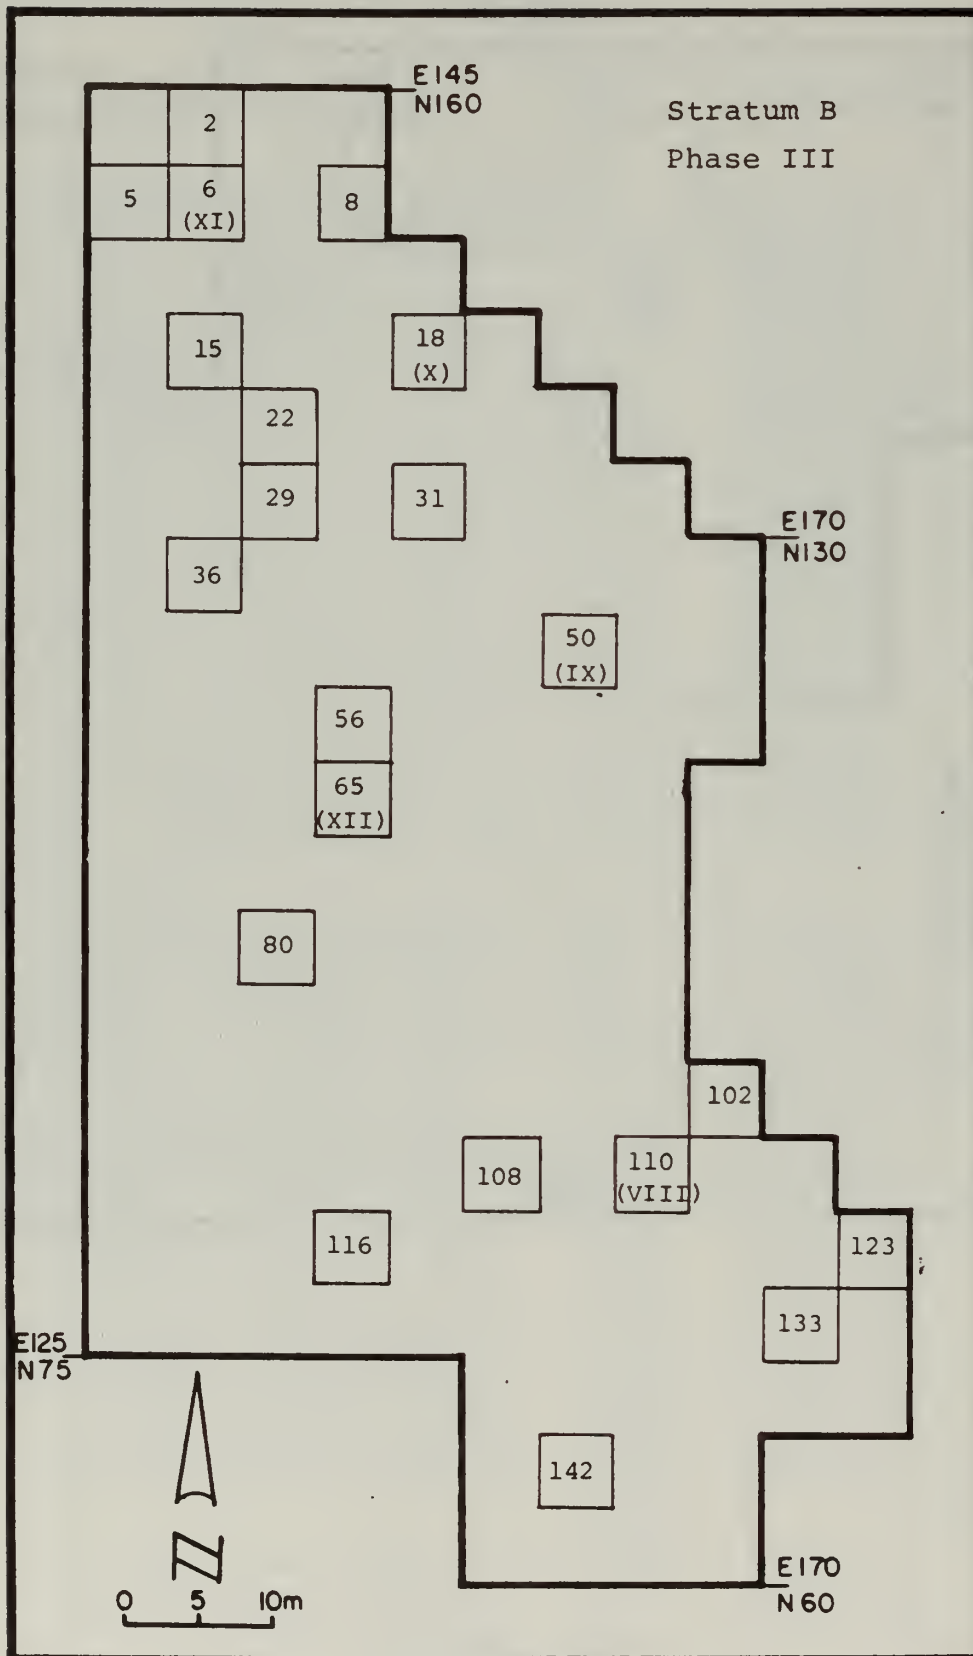 E145
N160
Stratum B
Phase III
2
5
6
(XI)
8
15
18
(X)
22
29
31
E170
N130
36
50
(IX)
56
65
(XII)
80
102
108
110
(VIII)
116
123
133
E125
N75
142
N
0 5 10m
E170
N60